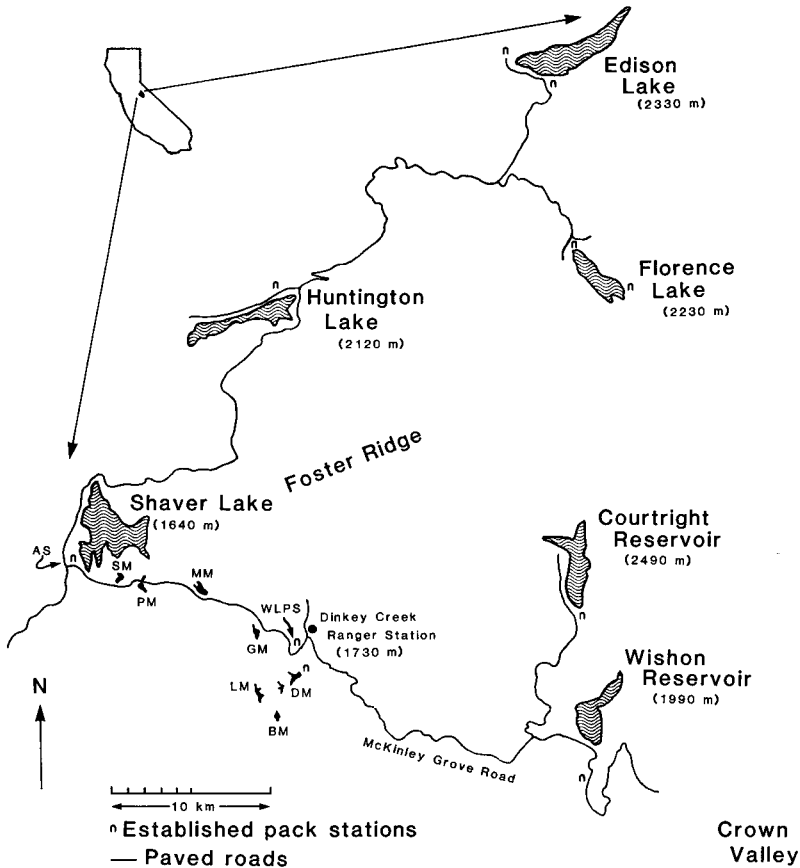 Edison
Lake
(2330 m)
Florence
Lake
(2230 m)
Huntington
Lake
(2120 m)
Foster Ridge
Shaver Lake
(1640 m)
AS
SM
PM
MM
Courtright
Reservoir
(2490 m)
WLPS
Dinkey Creek
Ranger Station
(1730 m)
GM
LM
DM
BM
Wishon
Reservoir
(1990 m)
McKinley Grove Road
N
10 km
n Established pack stations
Paved roads
Crown
Valley
n
n
n
n
n
n
n
n
n
n